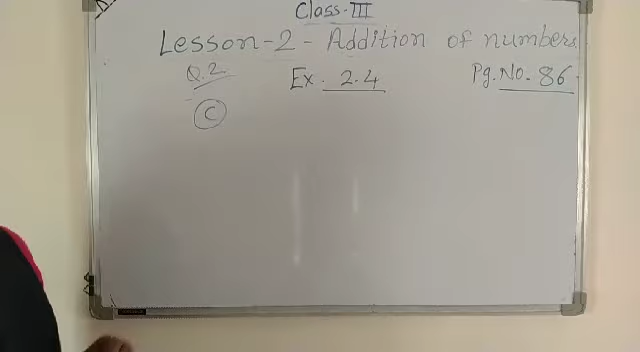 Class-III
Lesson-2 - Addition of numbers
Q.2. Ex. 2.4 Pg.No. 86
C